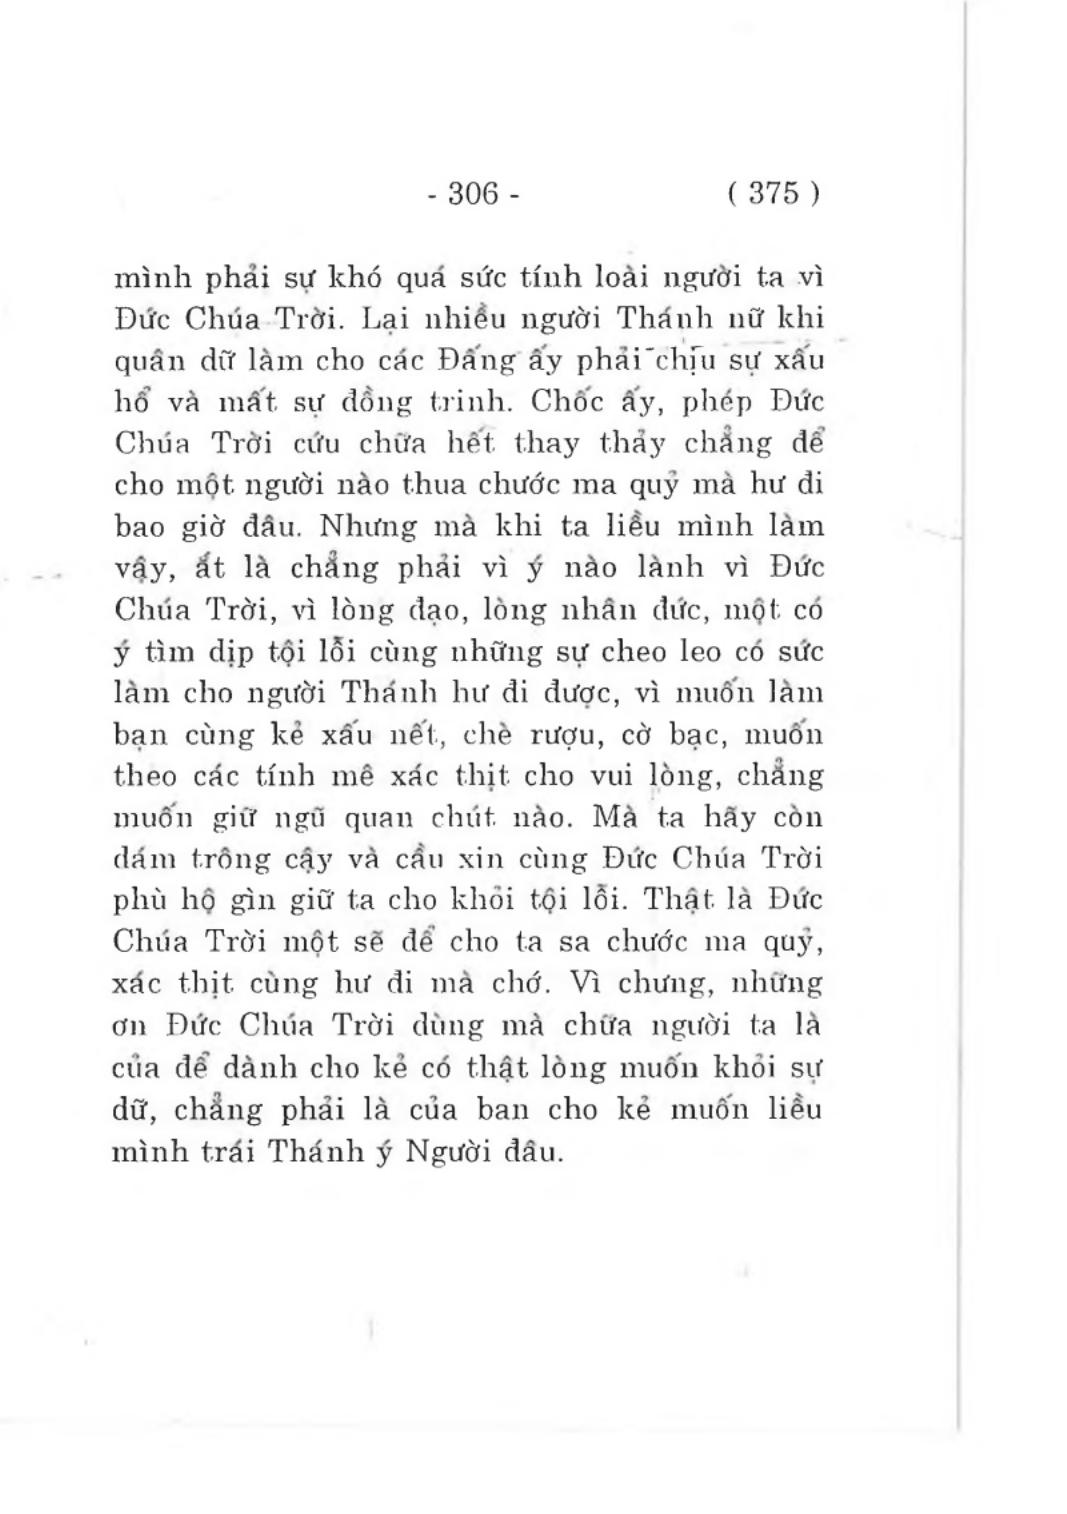 - 306 - ( 375 )
mình phải sự khó quá sức tính loài người ta vì
Đức Chúa Trời. Lại nhiều người Thánh nữ khi
quân dữ làm cho các Đấng ấy phải chịu sự xấu
hổ và mất sự đồng trinh. Chốc ấy, phép Đức
Chúa Trời cứu chữa hết thay thảy chẳng để
cho một người nào thua chước ma quỷ mà hư đi
bao giờ đâu. Nhưng mà khi ta liều mình làm
vậy, ắt là chẳng phải vì ý nào lành vì Đức
Chúa Trời, vì lòng đạo, lòng nhân đức, một có
ý tìm dịp tội lỗi cùng những sự cheo leo có sức
làm cho người Thánh hư đi được, vì muốn làm
bạn cùng kẻ xấu nết, chè rượu, cờ bạc, muốn
theo các tính mê xác thịt cho vui lòng, chẳng
muốn giữ ngũ quan chút nào. Mà ta hãy còn
dám trông cậy và cầu xin cùng Đức Chúa Trời
phù hộ gìn giữ ta cho khỏi tội lỗi. Thật là Đức
Chúa Trời một sẽ để cho ta sa chước ma quỷ,
xác thịt cùng hư đi mà chớ. Vì chưng, những
ơn Đức Chúa Trời dùng mà chữa người ta là
của để dành cho kẻ có thật lòng muốn khỏi sự
dữ, chẳng phải là của ban cho kẻ muốn liều
mình trái Thánh ý Người đâu.